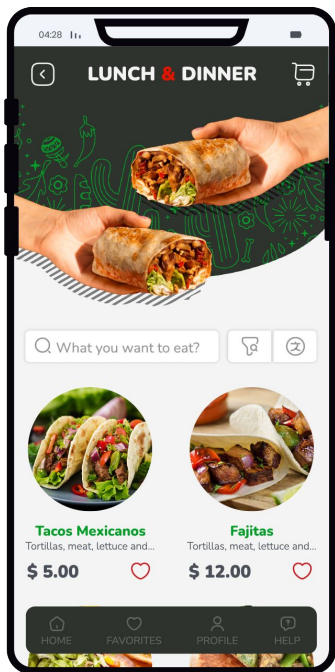 04:28
LUNCH & DINNER
What you want to eat?
Tacos Mexicanos
Tortillas, meat, lettuce and...
$ 5.00
Fajitas
Tortillas, meat, lettuce and...
$ 12.00
HOME
FAVORITES
PROFILE
HELP